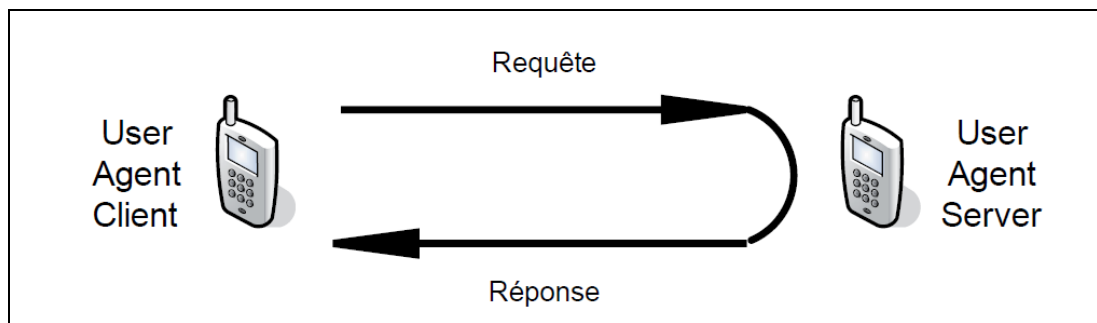 Requête
User
Agent
Client
User
Agent
Server
Réponse